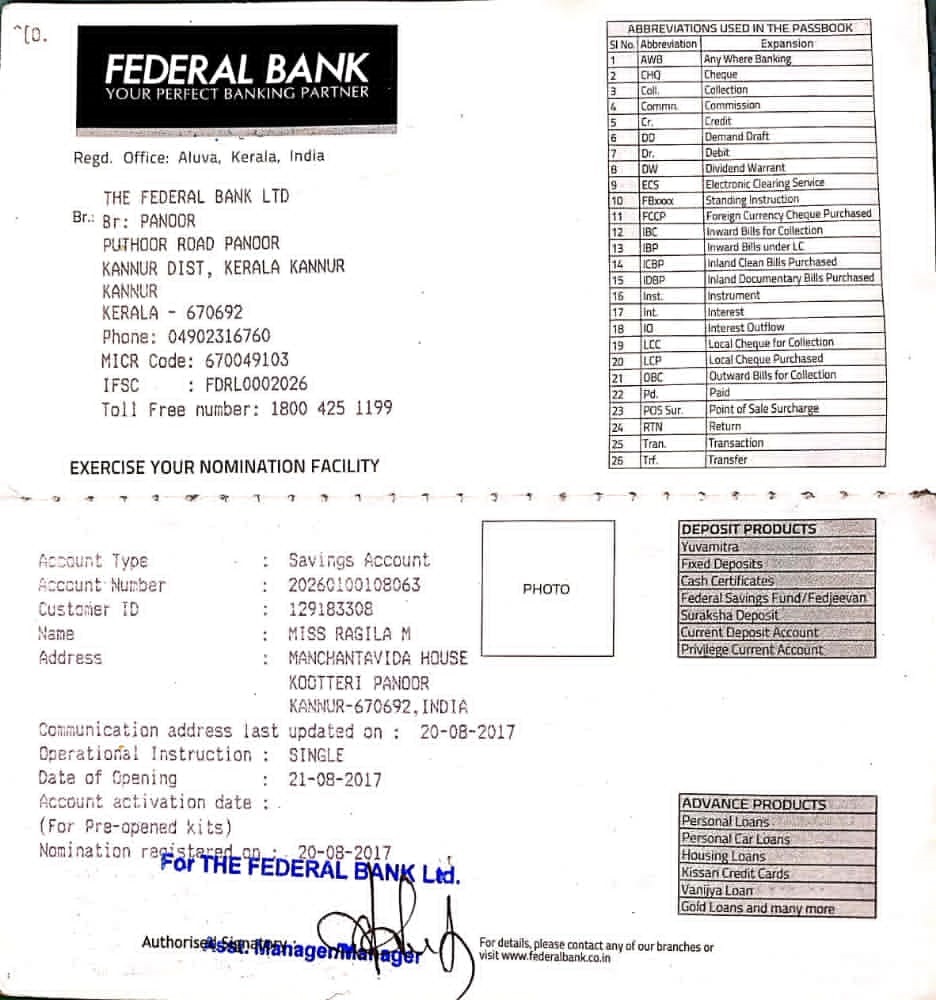 FEDERAL BANK
YOUR PERFECT BANKING PARTNER
Regd. Office: Aluva, Kerala, India
THE FEDERAL BANK LTD
Br.: Br: PANOOR
PUTHOOR ROAD PANOOR
KANNUR DIST, KERALA KANNUR
KANNUR
KERALA - 670692
Phone: 04902316760
MICR Code: 670049103
IFSC : FDRL0002026
Toll Free number: 1800 425 1199
EXERCISE YOUR NOMINATION FACILITY
ABBREVIATIONS USED IN THE PASSBOOK
Sl No. Abbreviation Expansion
1 AWB Any Where Banking
2 CHQ Cheque
3 Coll. Collection
4 Commn. Commission
5 Cr. Credit
6 DD Demand Draft
7 Dr. Debit
8 DW Dividend Warrant
9 ECS Electronic Clearing Service
10 FBxxxx Standing Instruction
11 FCCP Foreign Currency Cheque Purchased
12 IBC Inward Bills for Collection
13 IBP Inward Bills under LC
14 ICBP Inland Clean Bills Purchased
15 IDBP Inland Documentary Bills Purchased
16 Inst. Instrument
17 Int. Interest
18 IO Interest Outflow
19 LCC Local Cheque for Collection
20 LCP Local Cheque Purchased
21 OBC Outward Bills for Collection
22 Pd. Paid
23 POS Sur. Point of Sale Surcharge
24 RTN Return
25 Tran. Transaction
26 Trf. Transfer
Account Type : Savings Account
Account Number : 20260100108063
Customer ID : 129183308
Name : MISS RAGILA M
Address : MANCHANTAVIDA HOUSE
KOOTTERI PANOOR
KANNUR-670692,INDIA
Communication address last updated on : 20-08-2017
Operational Instruction : SINGLE
Date of Opening : 21-08-2017
Account activation date :
(For Pre-opened kits)
Nomination registered on : 20-08-2017
For THE FEDERAL BANK Ltd.
Authorised Signatory:
Asst. Manager/Manager
PHOTO
DEPOSIT PRODUCTS
Yuvamitra
Fixed Deposits
Cash Certificates
Federal Savings Fund/Fedjeevan
Suraksha Deposit
Current Deposit Account
Privilege Current Account
ADVANCE PRODUCTS
Personal Loans
Personal Car Loans
Housing Loans
Kissan Credit Cards
Vanijya Loan
Gold Loans and many more
For details, please contact any of our branches or
visit www.federalbank.co.in